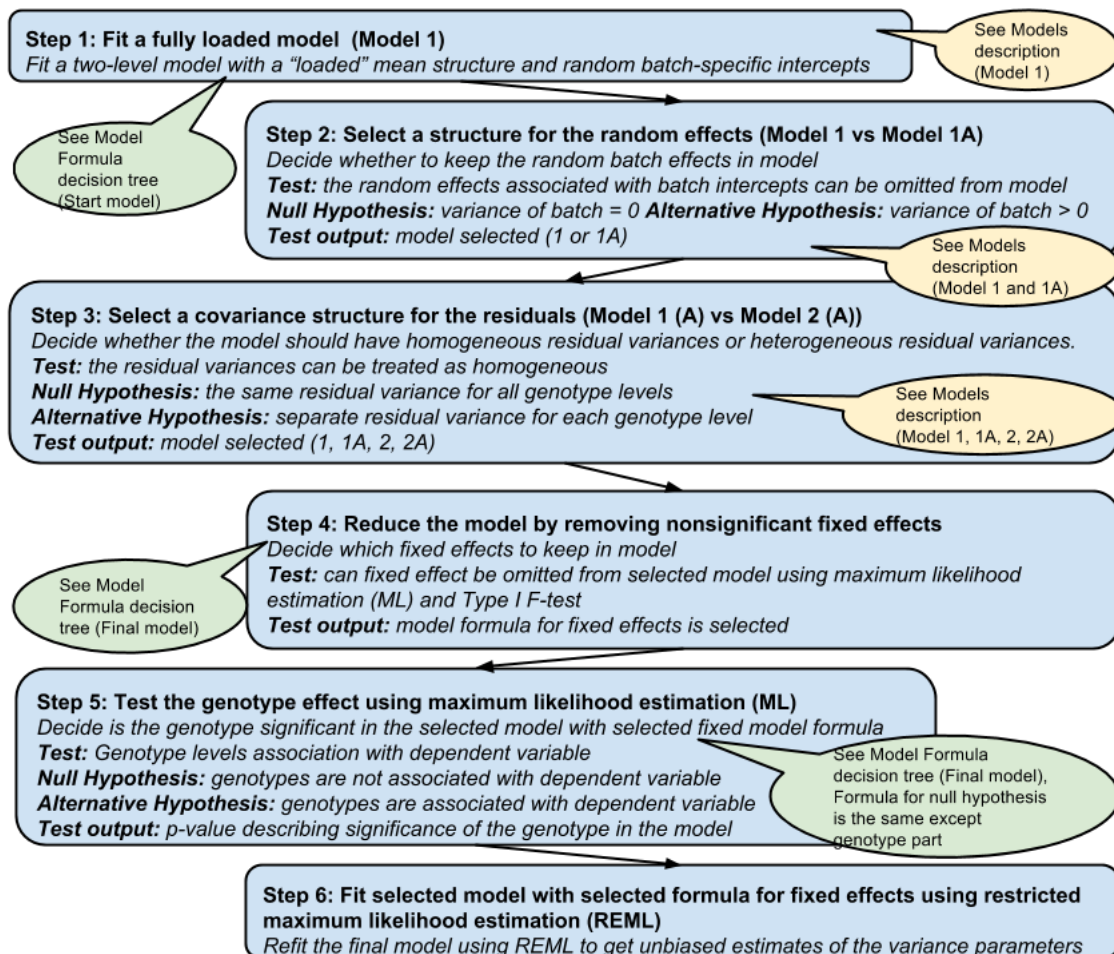 Step 1: Fit a fully loaded model (Model 1)
Fit a two-level model with a “loaded” mean structure and random batch-specific intercepts
See Models
description
(Model 1)
See Model
Formula
decision tree
(Start model)
Step 2: Select a structure for the random effects (Model 1 vs Model 1A)
Decide whether to keep the random batch effects in model
Test: the random effects associated with batch intercepts can be omitted from model
Null Hypothesis: variance of batch = 0 Alternative Hypothesis: variance of batch > 0
Test output: model selected (1 or 1A)
See Models
description
(Model 1 and 1A)
Step 3: Select a covariance structure for the residuals (Model 1 (A) vs Model 2 (A))
Decide whether the model should have homogeneous residual variances or heterogeneous residual variances.
Test: the residual variances can be treated as homogeneous
Null Hypothesis: the same residual variance for all genotype levels
Alternative Hypothesis: separate residual variance for each genotype level
Test output: model selected (1, 1A, 2, 2A)
See Models
description
(Model 1, 1A, 2, 2A)
Step 4: Reduce the model by removing nonsignificant fixed effects
Decide which fixed effects to keep in model
Test: can fixed effect be omitted from selected model using maximum likelihood
estimation (ML) and Type I F-test
Test output: model formula for fixed effects is selected
See Model
Formula decision
tree (Final model)
Step 5: Test the genotype effect using maximum likelihood estimation (ML)
Decide is the genotype significant in the selected model with selected fixed model formula
Test: Genotype levels association with dependent variable
Null Hypothesis: genotypes are not associated with dependent variable
Alternative Hypothesis: genotypes are associated with dependent variable
Test output: p-value describing significance of the genotype in the model
See Model Formula
decision tree (Final model),
Formula for null hypothesis
is the same except
genotype part
Step 6: Fit selected model with selected formula for fixed effects using restricted
maximum likelihood estimation (REML)
Refit the final model using REML to get unbiased estimates of the variance parameters